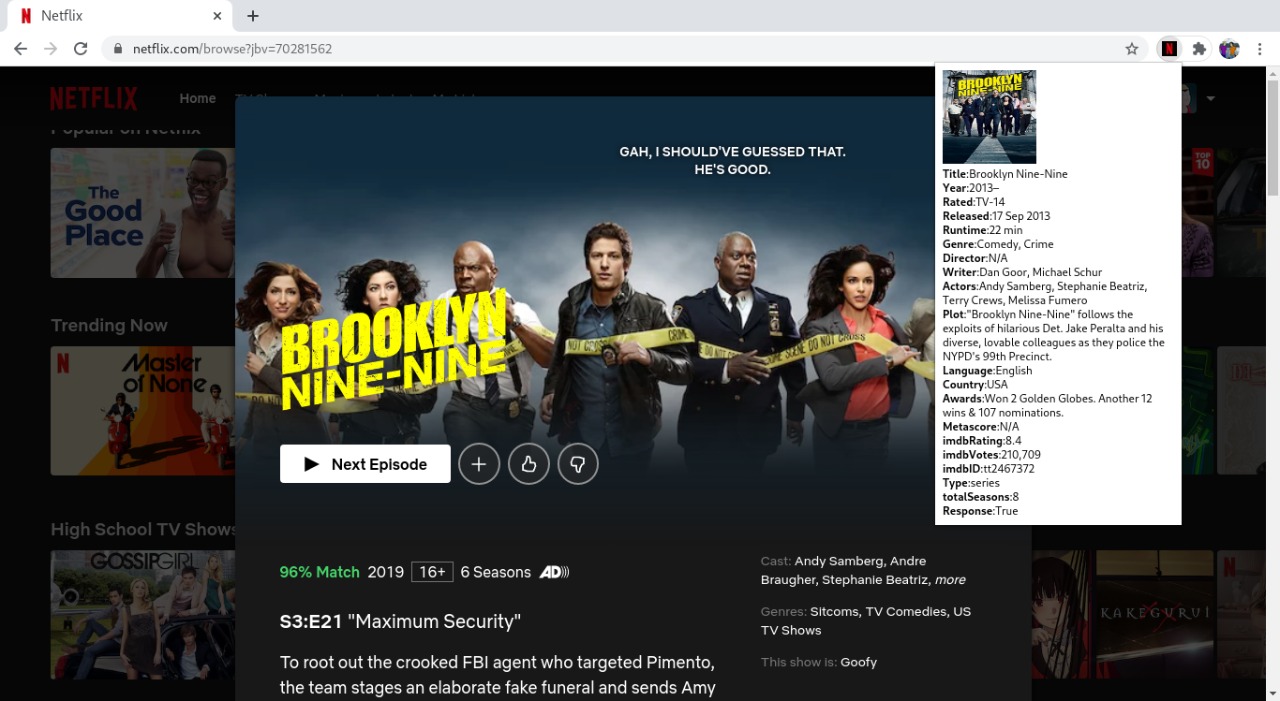 Netflix
netflix.com/browse?jbv=70281562
NETFLIX
Home
Popular on Netflix
The
Good
Place
Trending Now
Master
of None
High School TV Shows
GOSSIP GIRL
GAH, I SHOULD'VE GUESSED THAT.
HE'S GOOD.
BROOKLYN
NINE-NINE
Next Episode
96% Match 2019 16+ 6 Seasons AD
S3:E21 "Maximum Security"
To root out the crooked FBI agent who targeted Pimento,
the team stages an elaborate fake funeral and sends Amy
Cast: Andy Samberg, Andre
Braugher, Stephanie Beatriz, more
Genres: Sitcoms, TV Comedies, US
TV Shows
This show is: Goofy
BROOKLYN
NINE-NINE
Title:Brooklyn Nine-Nine
Year:2013–
Rated:TV-14
Released:17 Sep 2013
Runtime:22 min
Genre:Comedy, Crime
Director:N/A
Writer:Dan Goor, Michael Schur
Actors:Andy Samberg, Stephanie Beatriz,
Terry Crews, Melissa Fumero
Plot:"Brooklyn Nine-Nine" follows the
exploits of hilarious Det. Jake Peralta and his
diverse, lovable colleagues as they police the
NYPD's 99th Precinct.
Language:English
Country:USA
Awards:Won 2 Golden Globes. Another 12
wins & 107 nominations.
Metascore:N/A
imdbRating:8.4
imdbVotes:210,709
imdbID:tt2467372
Type:series
totalSeasons:8
Response:True
TOP
10
KAKEGURUI